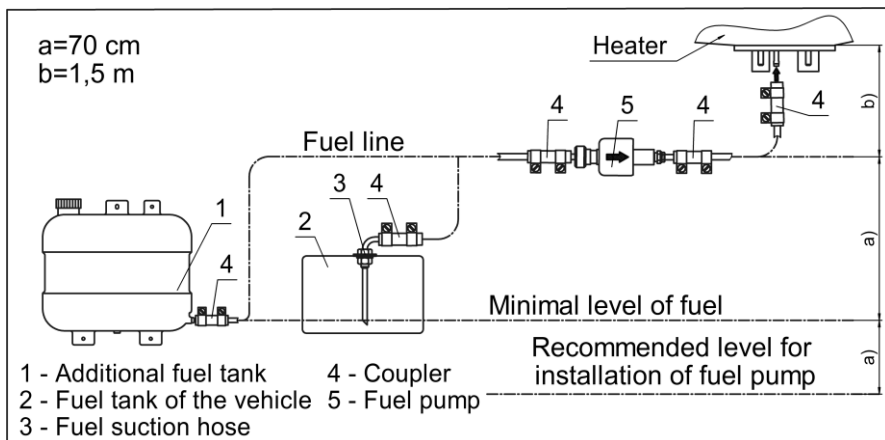 a=70 cm
b=1,5 m
Heater
4
5
4
4
b)
Fuel line
3
4
2
1
4
a)
Minimal level of fuel
Recommended level for
installation of fuel pump
a)
1 - Additional fuel tank
2 - Fuel tank of the vehicle
3 - Fuel suction hose
4 - Coupler
5 - Fuel pump